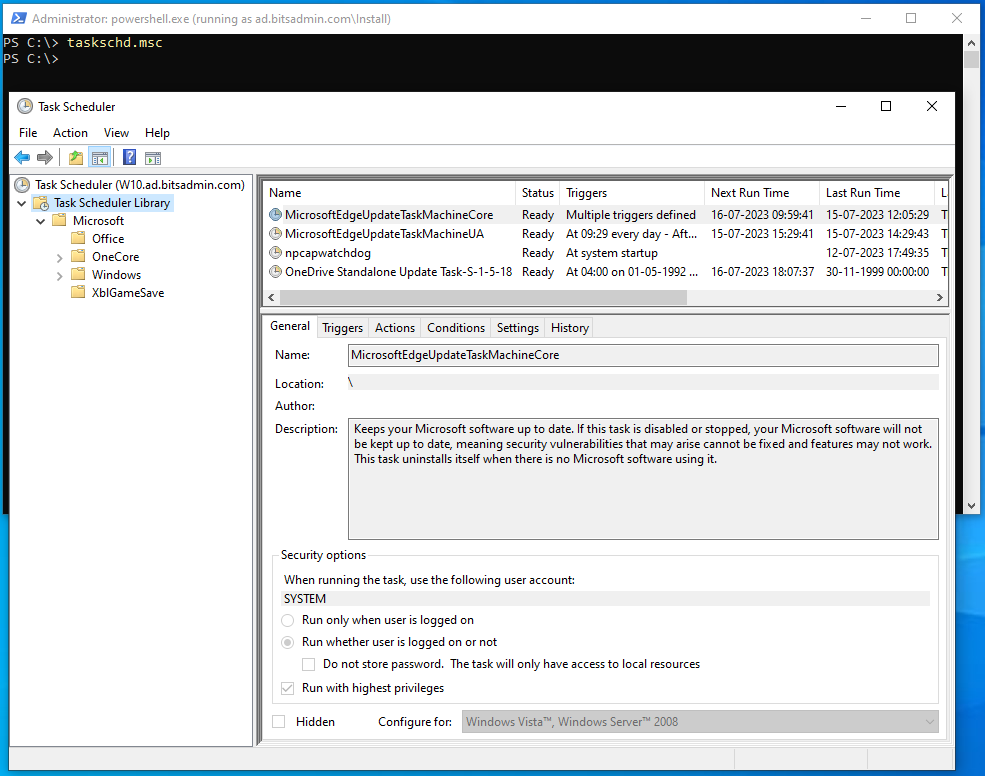 Administrator: powershell.exe (running as ad.bitsadmin.com\Install)
PS C:\> taskschd.msc
PS C:\>
Task Scheduler
File Action View Help
Task Scheduler (W10.ad.bitsadmin.com)
Task Scheduler Library
Microsoft
Office
OneCore
Windows
XblGameSave
Name Status Triggers Next Run Time Last Run Time L
MicrosoftEdgeUpdateTaskMachineCore Ready Multiple triggers defined 16-07-2023 09:59:41 15-07-2023 12:05:29 T
MicrosoftEdgeUpdateTaskMachineUA Ready At 09:29 every day - Aft... 15-07-2023 15:29:41 15-07-2023 14:29:43 T
npcapwatchdog Ready At system startup 12-07-2023 17:49:35 T
OneDrive Standalone Update Task-S-1-5-18 Ready At 04:00 on 01-05-1992 ... 16-07-2023 18:07:37 30-11-1999 00:00:00 T
General Triggers Actions Conditions Settings History
Name: MicrosoftEdgeUpdateTaskMachineCore
Location: \
Author:
Description: Keeps your Microsoft software up to date. If this task is disabled or stopped, your Microsoft software will not
be kept up to date, meaning security vulnerabilities that may arise cannot be fixed and features may not work.
This task uninstalls itself when there is no Microsoft software using it.
Security options
When running the task, use the following user account:
SYSTEM
Run only when user is logged on
Run whether user is logged on or not
Do not store password. The task will only have access to local resources
Run with highest privileges
Hidden Configure for: Windows Vista™, Windows Server™ 2008